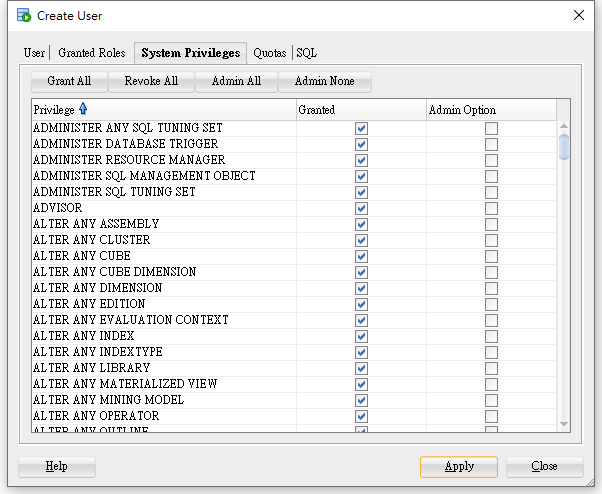 Create User
User Granted Roles System Privileges Quotas SQL
Grant All Revoke All Admin All Admin None
Privilege Granted Admin Option
ADMINISTER ANY SQL TUNING SET
ADMINISTER DATABASE TRIGGER
ADMINISTER RESOURCE MANAGER
ADMINISTER SQL MANAGEMENT OBJECT
ADMINISTER SQL TUNING SET
ADVISOR
ALTER ANY ASSEMBLY
ALTER ANY CLUSTER
ALTER ANY CUBE
ALTER ANY CUBE DIMENSION
ALTER ANY DIMENSION
ALTER ANY EDITION
ALTER ANY EVALUATION CONTEXT
ALTER ANY INDEX
ALTER ANY INDEXTYPE
ALTER ANY LIBRARY
ALTER ANY MATERIALIZED VIEW
ALTER ANY MINING MODEL
ALTER ANY OPERATOR
ALTER ANY OUTLINE
Help Apply Close